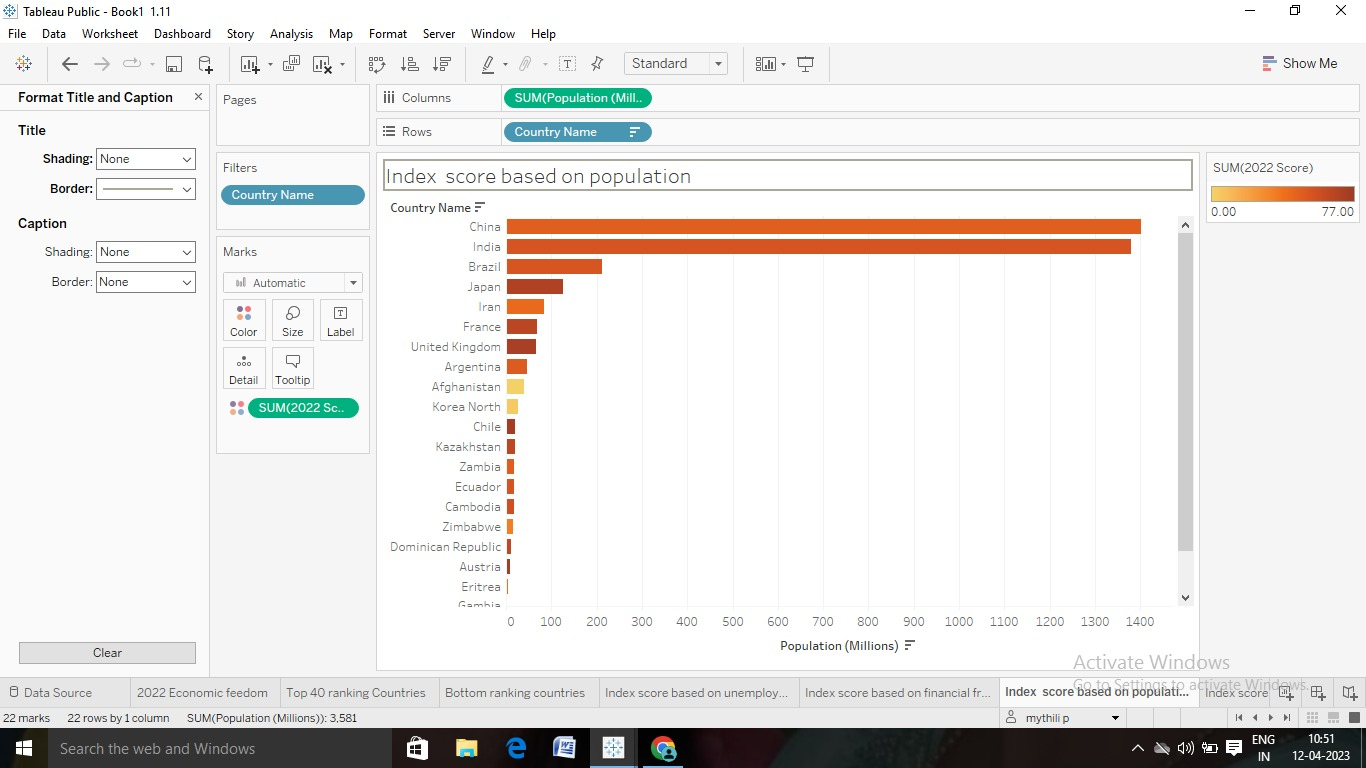 Tableau Public - Book1 1.11
File Data Worksheet Dashboard Story Analysis Map Format Server Window Help
Standard
Show Me
Format Title and Caption
Title
Shading: None
Border:
Caption
Shading: None
Border: None
Clear
Pages
Filters
Country Name
Marks
Automatic
Color Size Label
Detail Tooltip
SUM(2022 Sc..
Columns SUM(Population (Mill..
Rows Country Name
Index score based on population
Country Name
China
India
Brazil
Japan
Iran
France
United Kingdom
Argentina
Afghanistan
Korea North
Chile
Kazakhstan
Zambia
Ecuador
Cambodia
Zimbabwe
Dominican Republic
Austria
Eritrea
Gambia
0 100 200 300 400 500 600 700 800 900 1000 1100 1200 1300 1400
Population (Millions)
SUM(2022 Score)
0.00 77.00
Activate Windows
Go to Settings to activate Windows.
Data Source 2022 Economic feedom Top 40 ranking Countries Bottom ranking countries Index score based on unemploy... Index score based on financial fr... Index score based on populati... Index score
22 marks 22 rows by 1 column SUM(Population (Millions)): 3,581
mythili p
Search the web and Windows
ENG
IN
10:51
12-04-2023